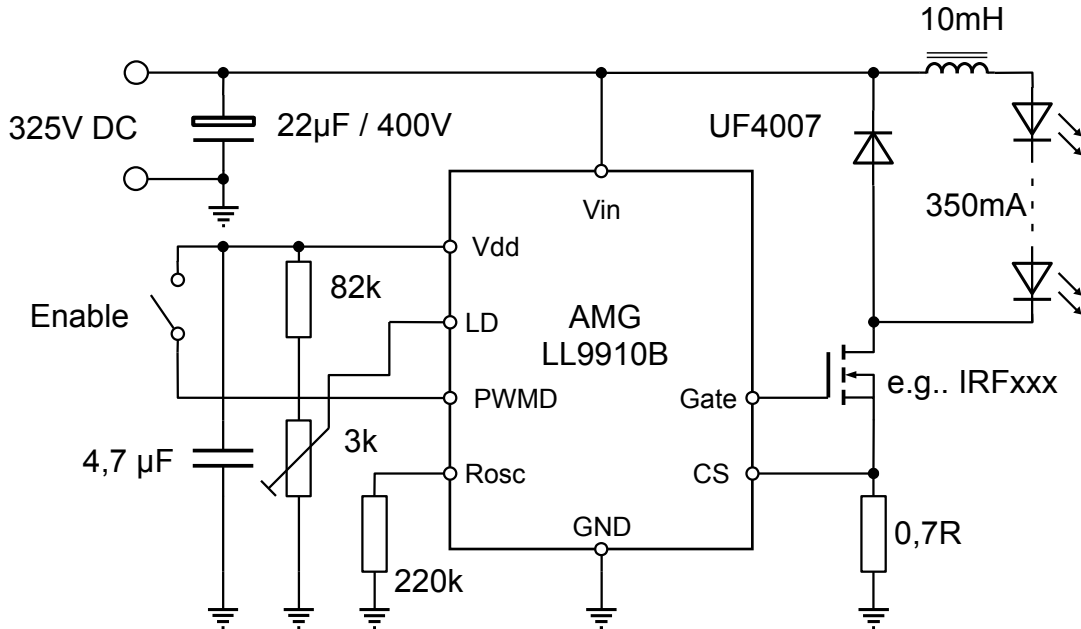 10mH
325V DC
22µF / 400V
UF4007
350mA
Vin
Vdd
82k
Enable
LD
AMG
LL9910B
PWMD
Gate
e.g.. IRFxxx
3k
4,7 µF
Rosc
CS
GND
0,7R
220k